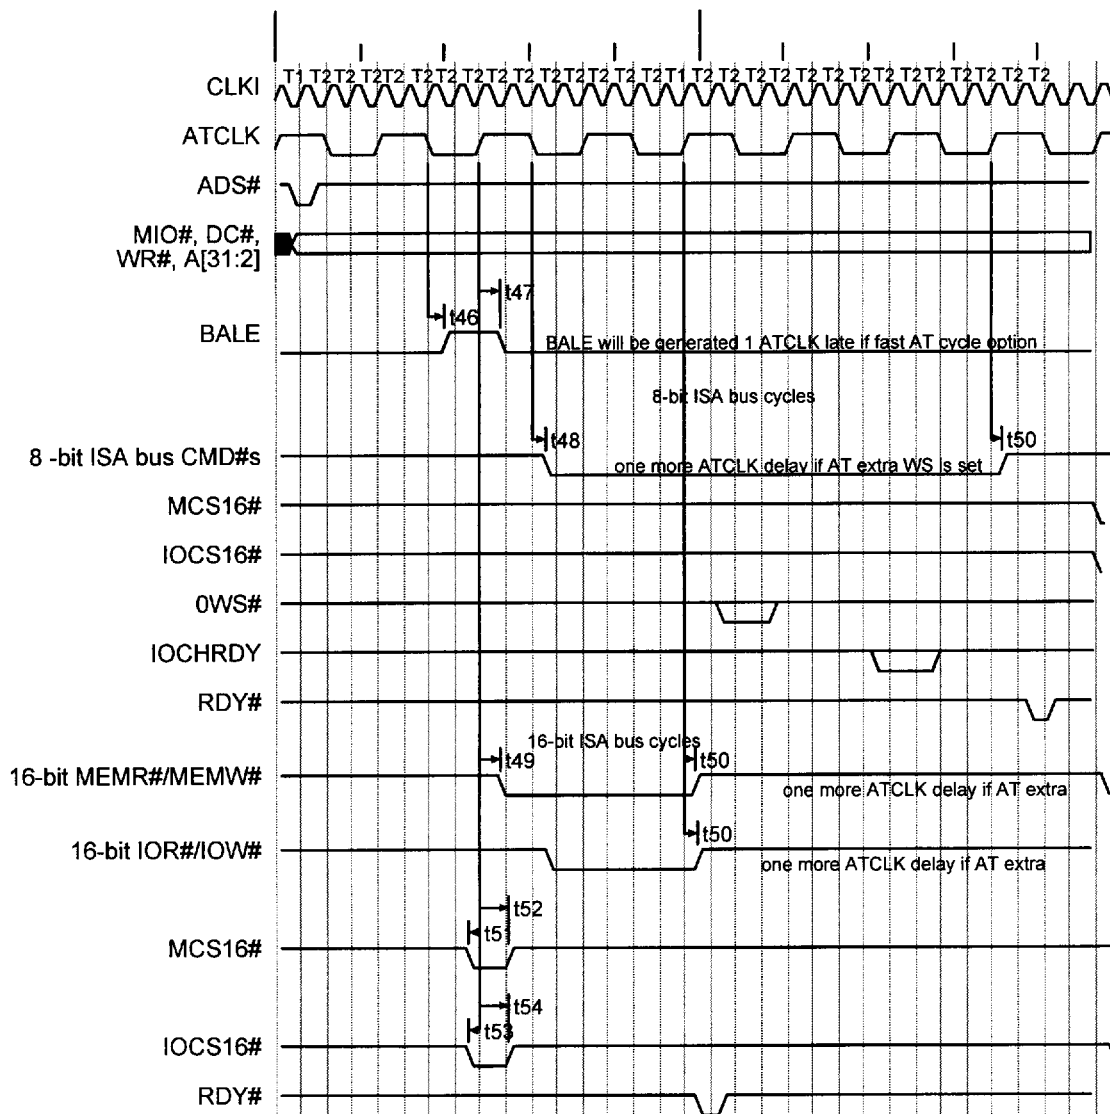 T1 T2 T2 T2 T2 T2 T2 T2 T2 T2 T2 T2 T2 T2 T2 T1 T2 T2 T2 T2 T2 T2 T2 T2 T2 T2 T2 T2 T2
CLKI
ATCLK
ADS#
MIO#, DC#,
WR#, A[31:2]
t47
t46
BALE
BALE will be generated 1 ATCLK late if fast AT cycle option
8-bit ISA bus cycles
t48
t50
8 -bit ISA bus CMD#s
one more ATCLK delay if AT extra WS is set
MCS16#
IOCS16#
0WS#
IOCHRDY
RDY#
16-bit ISA bus cycles
t49
t50
16-bit MEMR#/MEMW#
one more ATCLK delay if AT extra
t50
16-bit IOR#/IOW#
one more ATCLK delay if AT extra
t52
t5
MCS16#
t54
t53
IOCS16#
RDY#